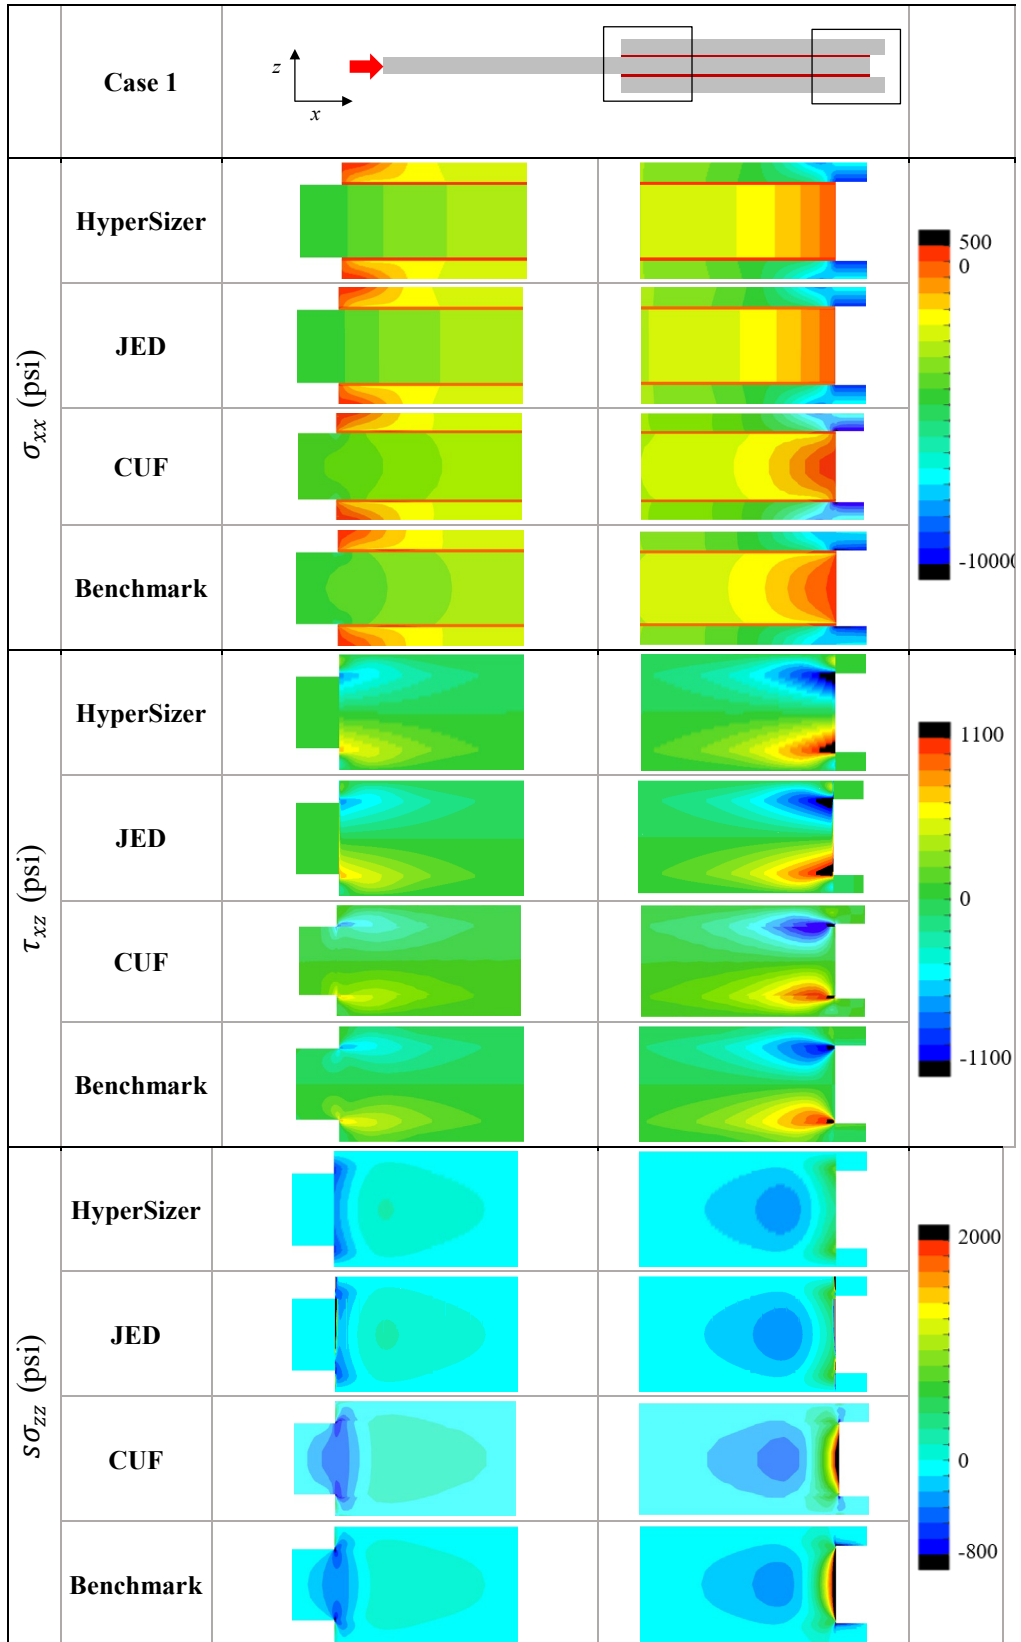 Case 1
z
x
σxx (psi)
HyperSizer
JED
CUF
Benchmark
500
0
-10000
τxz (psi)
HyperSizer
JED
CUF
Benchmark
1100
0
-1100
sσzz (psi)
HyperSizer
JED
CUF
Benchmark
2000
0
-800